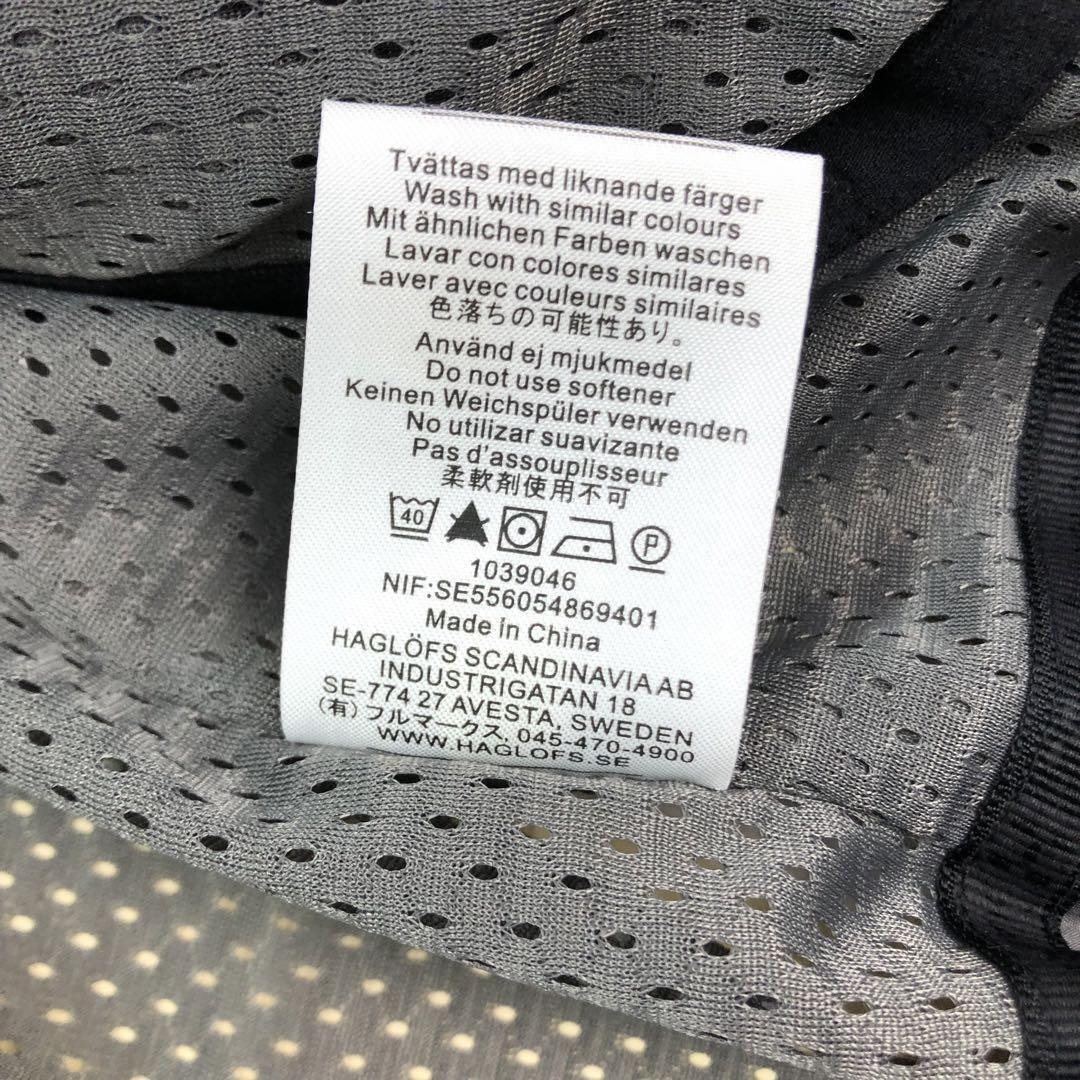 Tvättas med liknande färger
Wash with similar colours
Mit ähnlichen Farben waschen
Lavar con colores similares
Laver avec couleurs similaires
色落ちの可能性あり。
Använd ej mjukmedel
Do not use softener
Keinen Weichspüler verwenden
No utilizar suavizante
Pas d'assouplisseur
柔軟剤使用不可
40 P
1039046
NIF:SE556054869401
Made in China
HAGLÖFS SCANDINAVIA AB
INDUSTRIGATAN 18
SE-774 27 AVESTA, SWEDEN
(有)フルマークス, 045-470-4900
WWW.HAGLOFS.SE